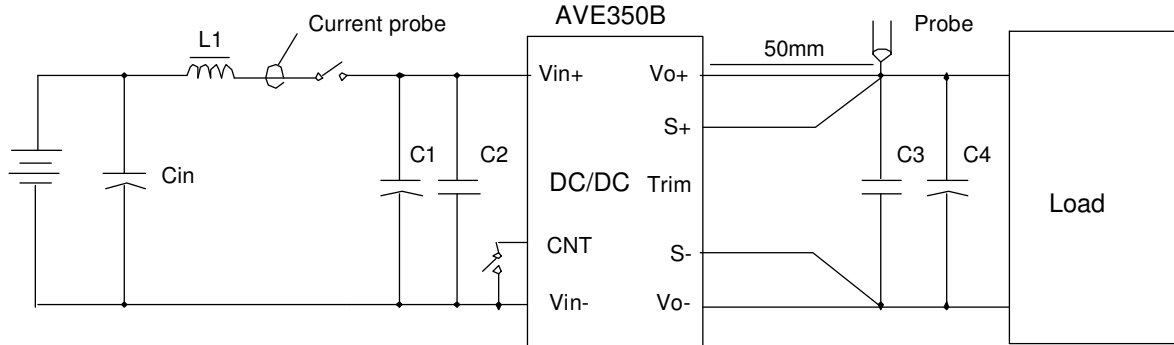 AVE350B
Current probe
Probe
L1
50mm
Vin+
Vo+
S+
Cin
C1
C2
DC/DC
Trim
C3
C4
Load
CNT
S-
Vin-
Vo-